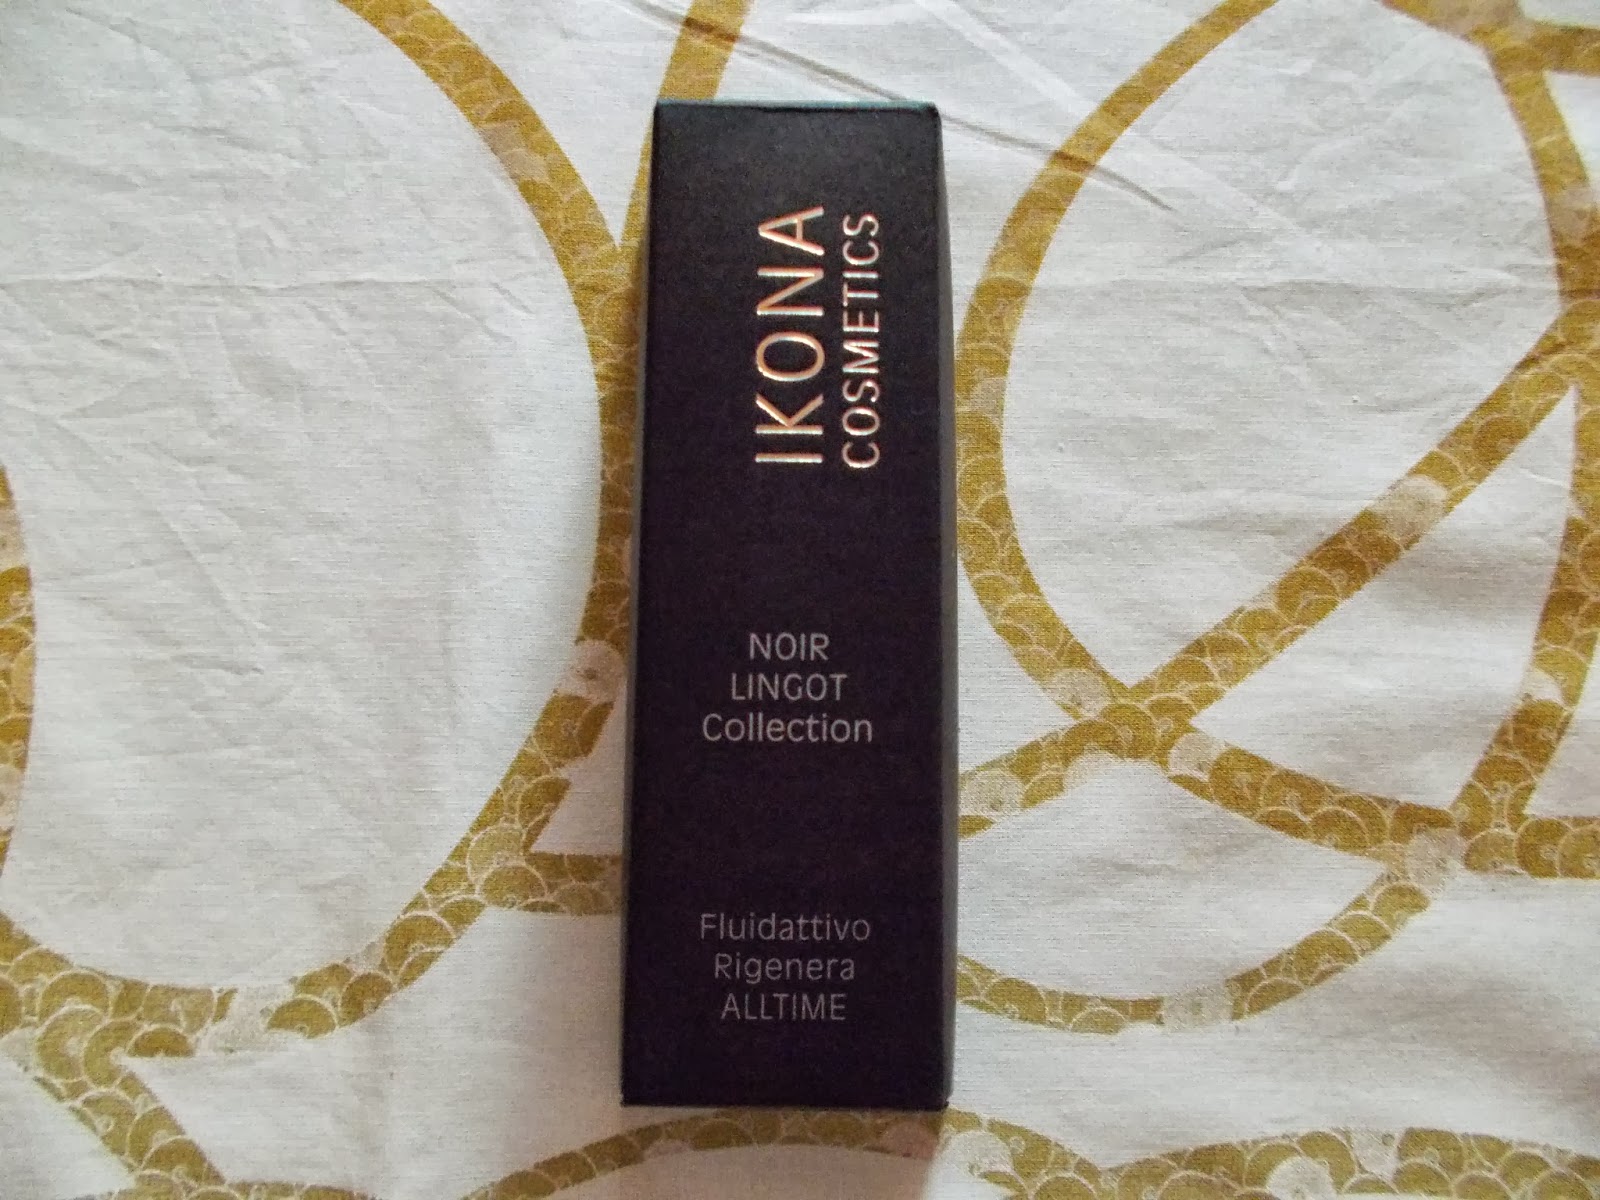 IKONA
COSMETICS
NOIR
LINGOT
Collection
Fluidattivo
Rigenera
ALLTIME